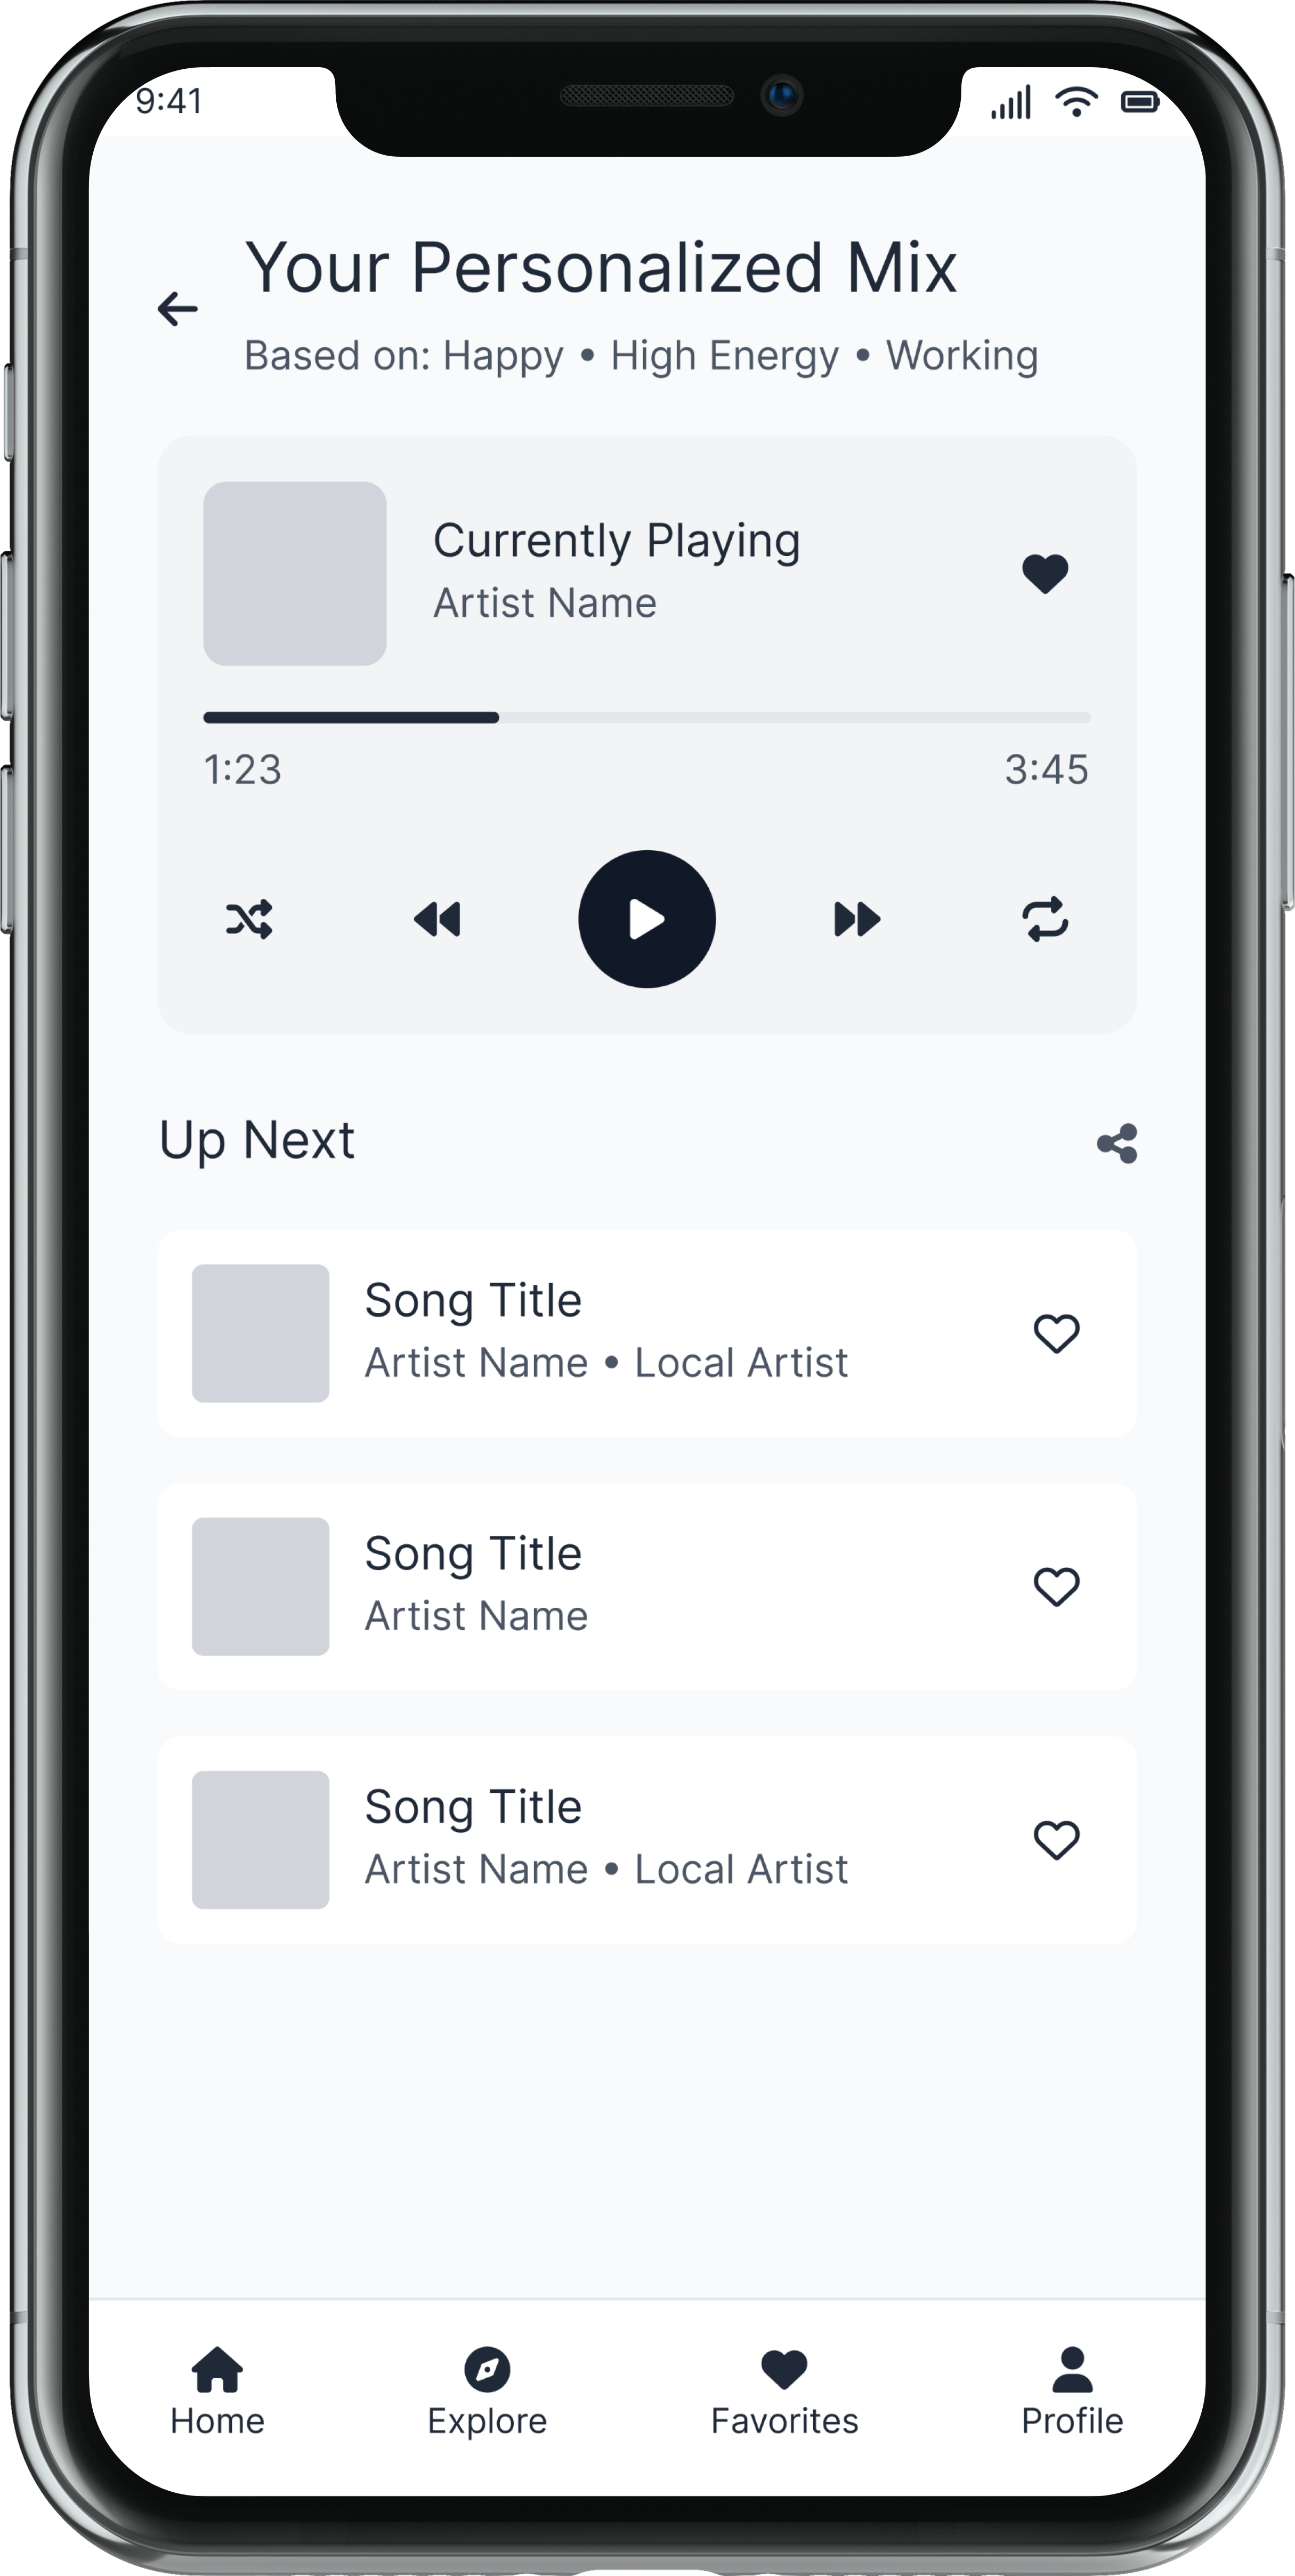 9:41
Your Personalized Mix
Based on: Happy • High Energy • Working
Currently Playing
Artist Name
1:23
3:45
Up Next
Song Title
Artist Name • Local Artist
Song Title
Artist Name
Song Title
Artist Name • Local Artist
Home
Explore
Favorites
Profile